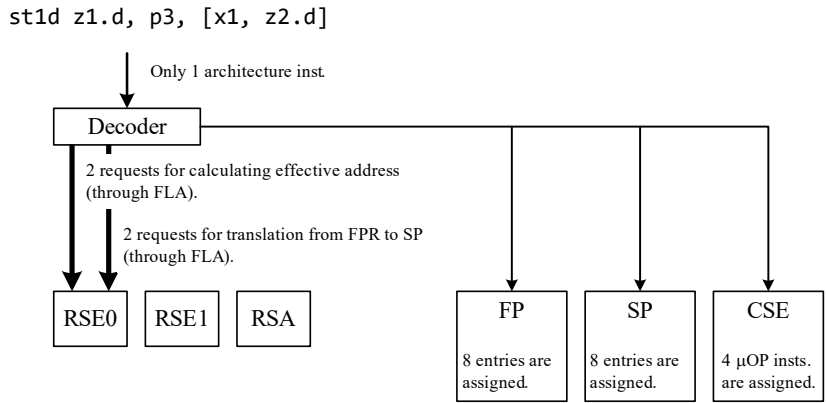 st1d z1.d, p3, [x1, z2.d]
Only 1 architecture inst.
Decoder
2 requests for calculating effective address
(through FLA).
2 requests for translation from FPR to SP
(through FLA).
RSE0
RSE1
RSA
FP
8 entries are
assigned.
SP
8 entries are
assigned.
CSE
4 µOP insts.
are assigned.